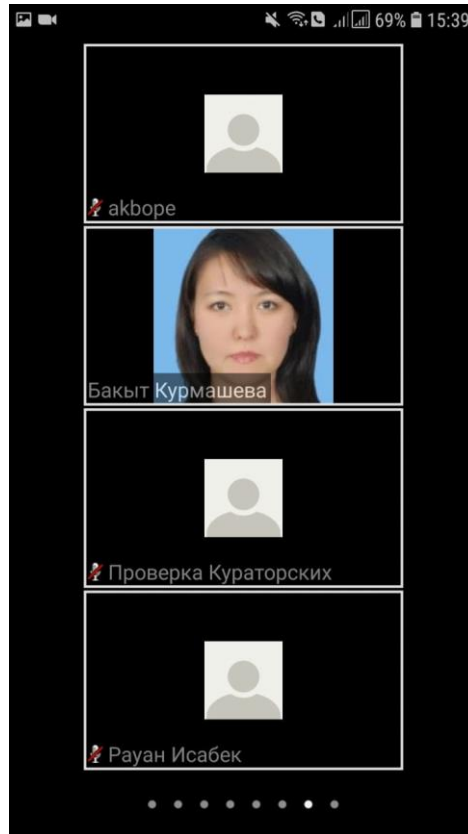 69% 15:39
akbope
Бакыт Курмашева
Проверка Кураторских
Рауан Исабек